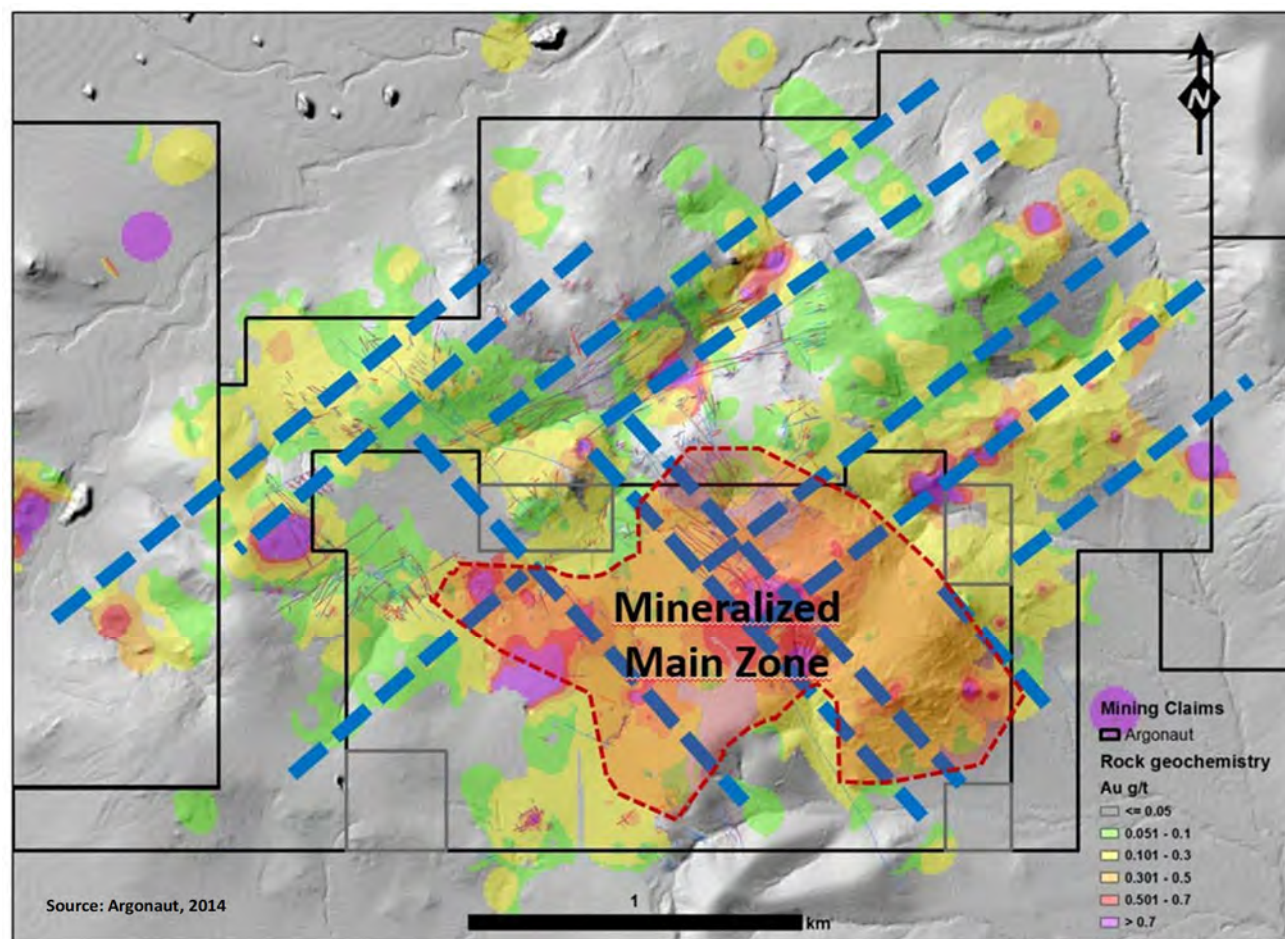 N
Mineralized
Main Zone
Mining Claims
Argonaut
Rock geochemistry
Au g/t
<= 0.05
0.051 - 0.1
0.101 - 0.3
0.301 - 0.5
0.501 - 0.7
> 0.7
Source: Argonaut, 2014
1
km